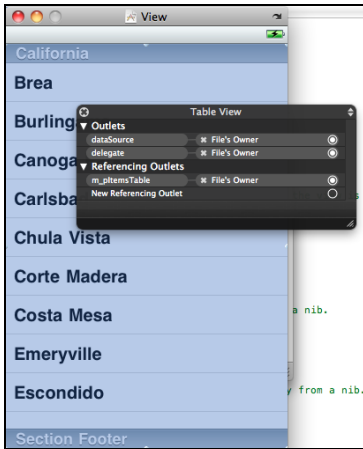 View
California
Brea
Burling
Canoga
Carlsba
Chula Vista
Corte Madera
Costa Mesa
Emeryville
Escondido
Section Footer
Table View
▼ Outlets
dataSource × File's Owner
delegate × File's Owner
▼ Referencing Outlets
m_pItemsTable × File's Owner
New Referencing Outlet
s
a nib.
y from a nib.